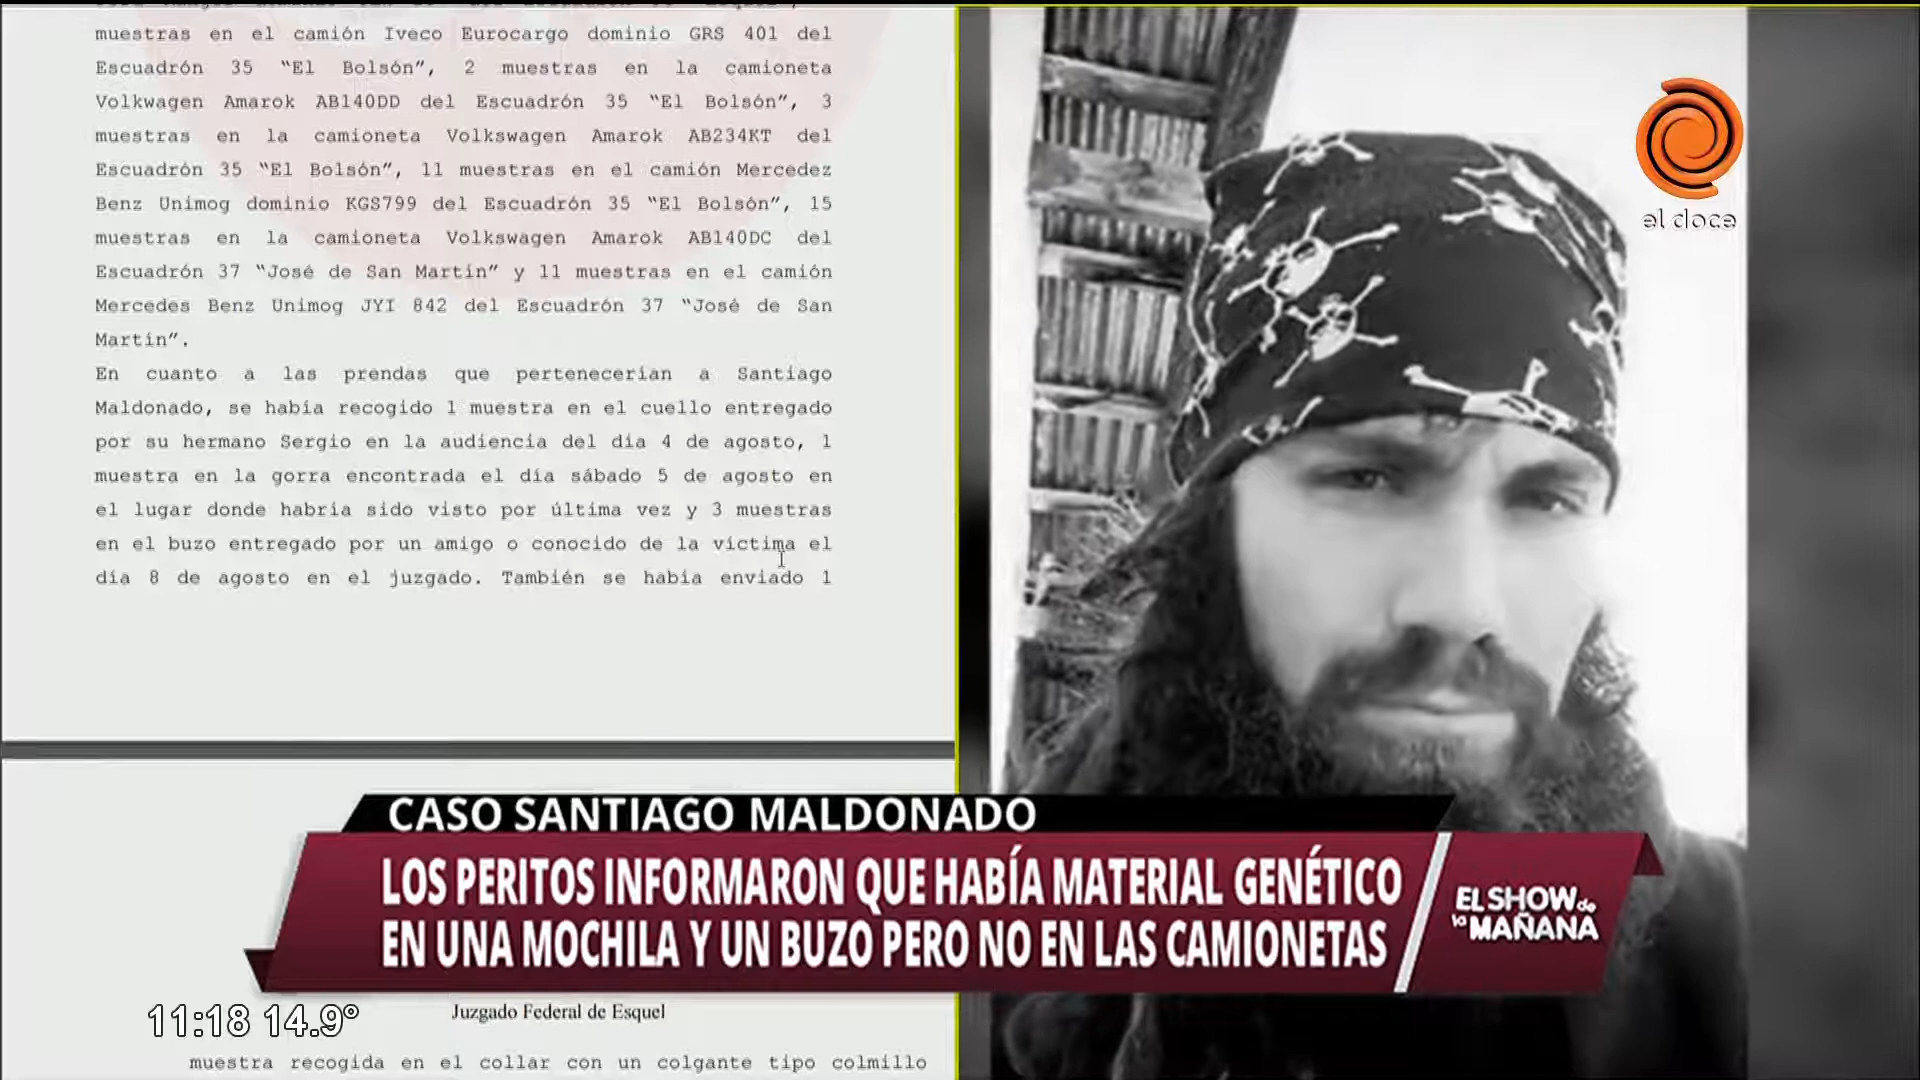 muestras en el camión Iveco Eurocargo dominio GRS 401 del
Escuadrón 35 “El Bolsón”, 2 muestras en la camioneta
Volkwagen Amarok AB140DD del Escuadrón 35 “El Bolsón”, 3
muestras en la camioneta Volkswagen Amarok AB234KT del
Escuadrón 35 “El Bolsón”, 11 muestras en el camión Mercedez
Benz Unimog dominio KGS799 del Escuadrón 35 “El Bolsón”, 15
muestras en la camioneta Volkswagen Amarok AB140DC del
Escuadrón 37 “José de San Martín” y 11 muestras en el camión
Mercedes Benz Unimog JYI 842 del Escuadrón 37 “José de San
Martín”.
En cuanto a las prendas que pertenecerían a Santiago
Maldonado, se había recogido 1 muestra en el cuello entregado
por su hermano Sergio en la audiencia del día 4 de agosto, 1
muestra en la gorra encontrada el día sábado 5 de agosto en
el lugar donde habría sido visto por última vez y 3 muestras
en el buzo entregado por un amigo o conocido de la víctima el
día 8 de agosto en el juzgado. También se había enviado 1
el doce
CASO SANTIAGO MALDONADO
LOS PERITOS INFORMARON QUE HABÍA MATERIAL GENÉTICO
EN UNA MOCHILA Y UN BUZO PERO NO EN LAS CAMIONETAS
EL SHOW de
la MAÑANA
11:18 14.9°
Juzgado Federal de Esquel
muestra recogida en el collar con un colgante tipo colmillo